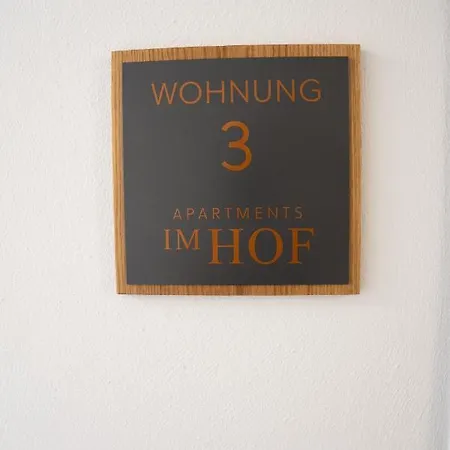 WOHNUNG
3
APARTMENTS
IM HOF